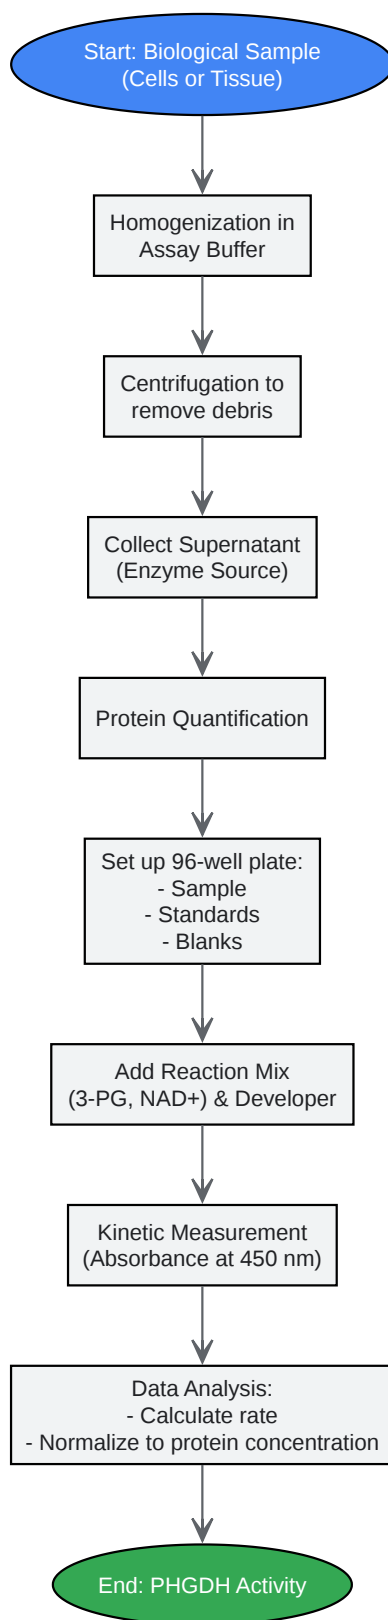 Start: Biological Sample
(Cells or Tissue)
Homogenization in
Assay Buffer
Centrifugation to
remove debris
Collect Supernatant
(Enzyme Source)
Protein Quantification
Set up 96-well plate:
- Sample
- Standards
- Blanks
Add Reaction Mix
(3-PG, NAD+) & Developer
Kinetic Measurement
(Absorbance at 450 nm)
Data Analysis:
- Calculate rate
- Normalize to protein concentration
End: PHGDH Activity